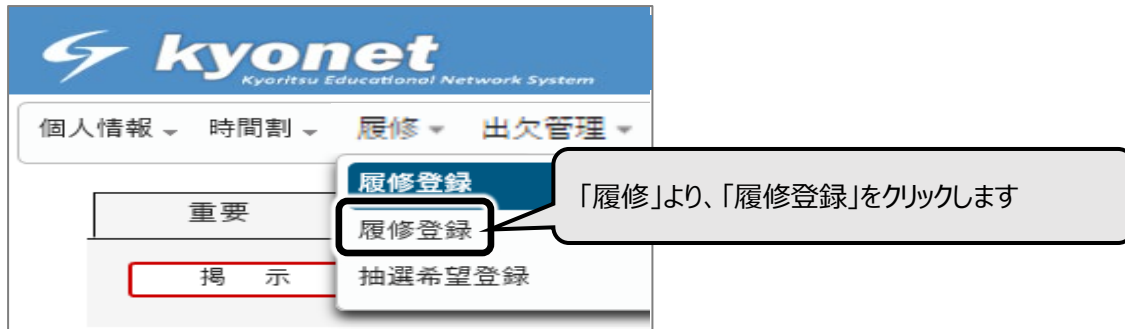 kyonet
Kyoritsu Educational Network System
個人情報 時間割 履修 出欠管理
履修登録
重要
履修登録
掲 示
抽選希望登録
「履修」より、「履修登録」をクリックします